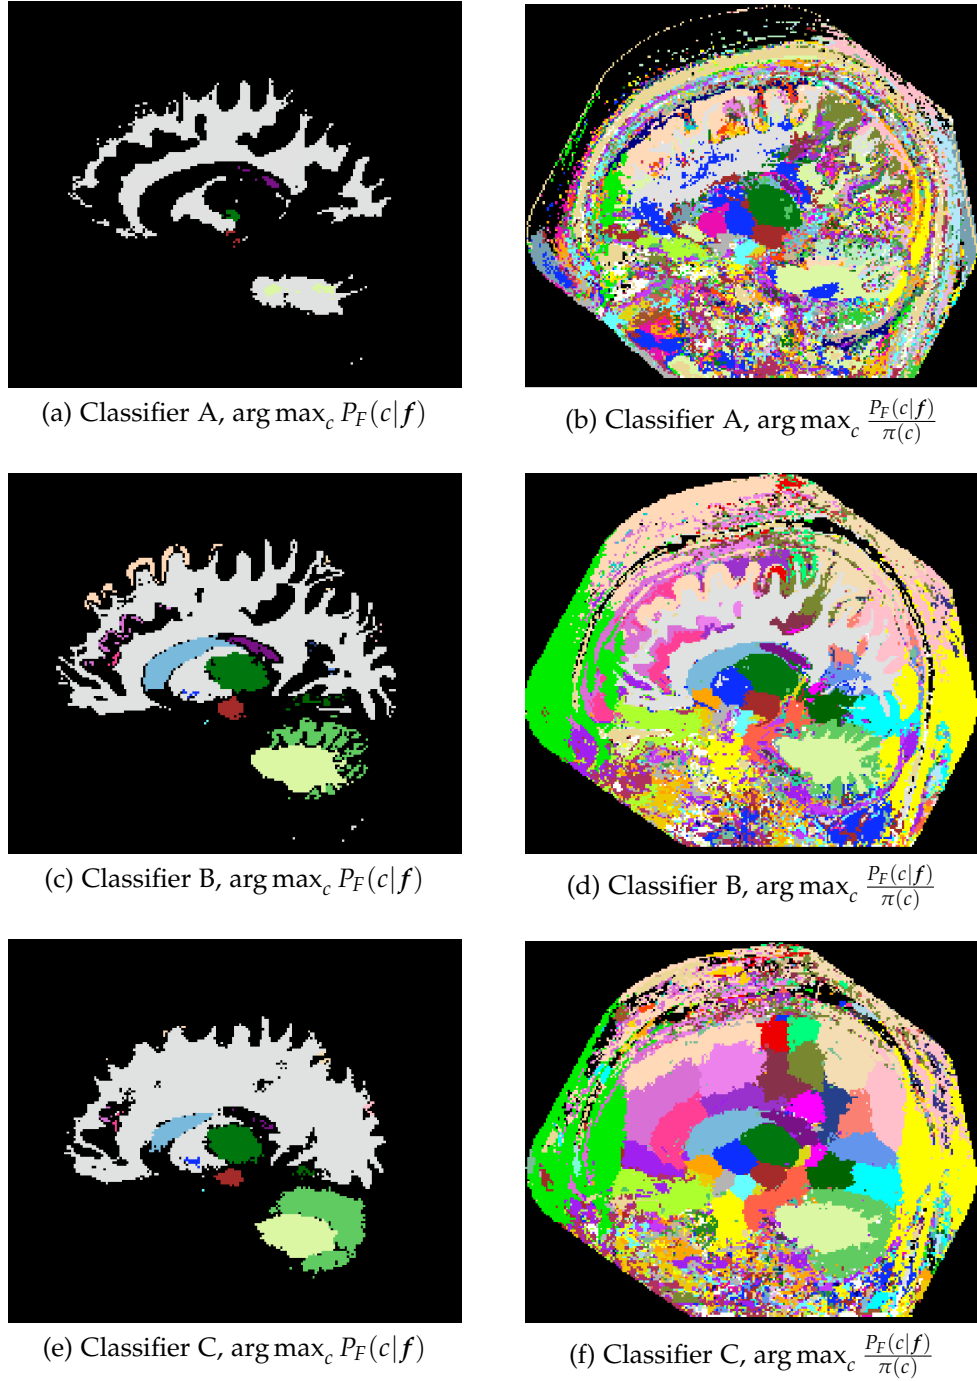 (a) Classifier A, arg max_c P_F(c|f)
(b) Classifier A, arg max_c P_F(c|f)/π(c)
(c) Classifier B, arg max_c P_F(c|f)
(d) Classifier B, arg max_c P_F(c|f)/π(c)
(e) Classifier C, arg max_c P_F(c|f)
(f) Classifier C, arg max_c P_F(c|f)/π(c)